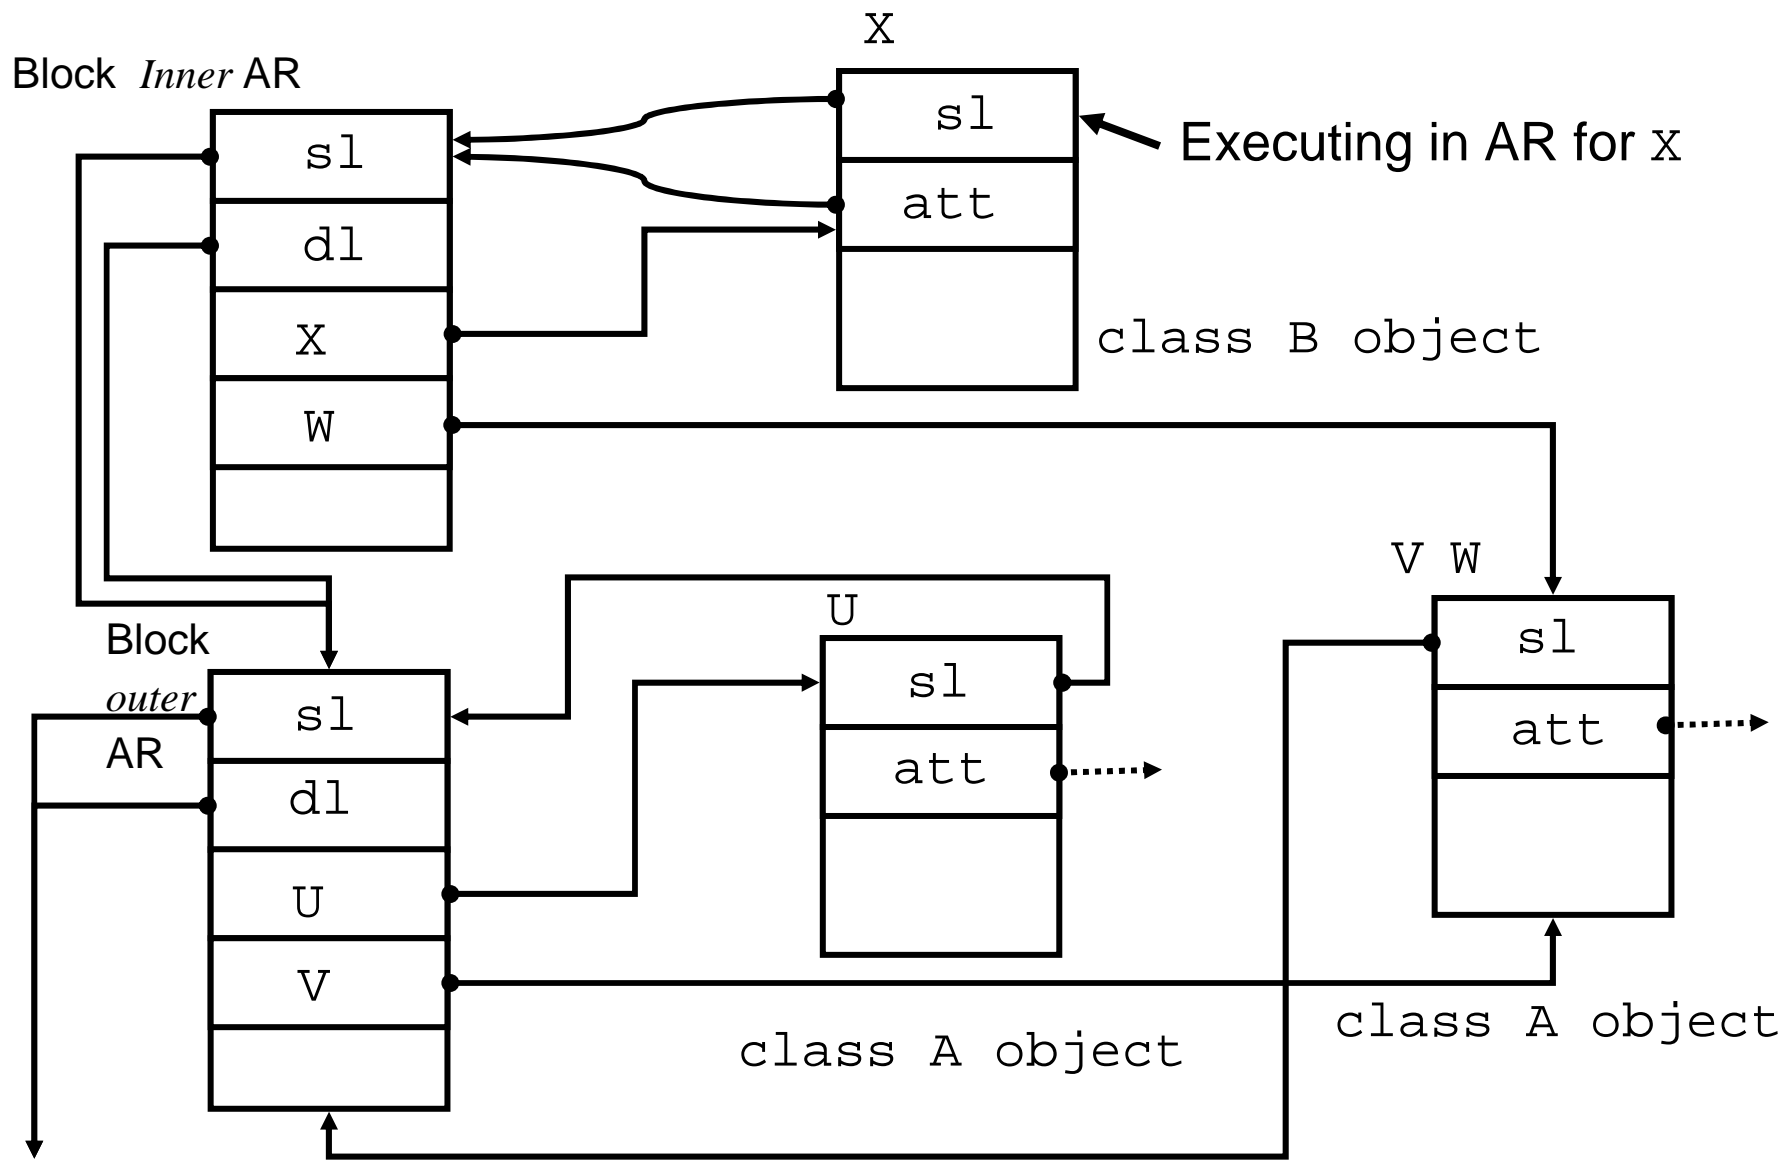 X
Block Inner AR
sl
dl
X
W
sl
att
Executing in AR for X
class B object
V W
sl
att
class A object
U
sl
att
class A object
Block
outer
AR
sl
dl
U
V